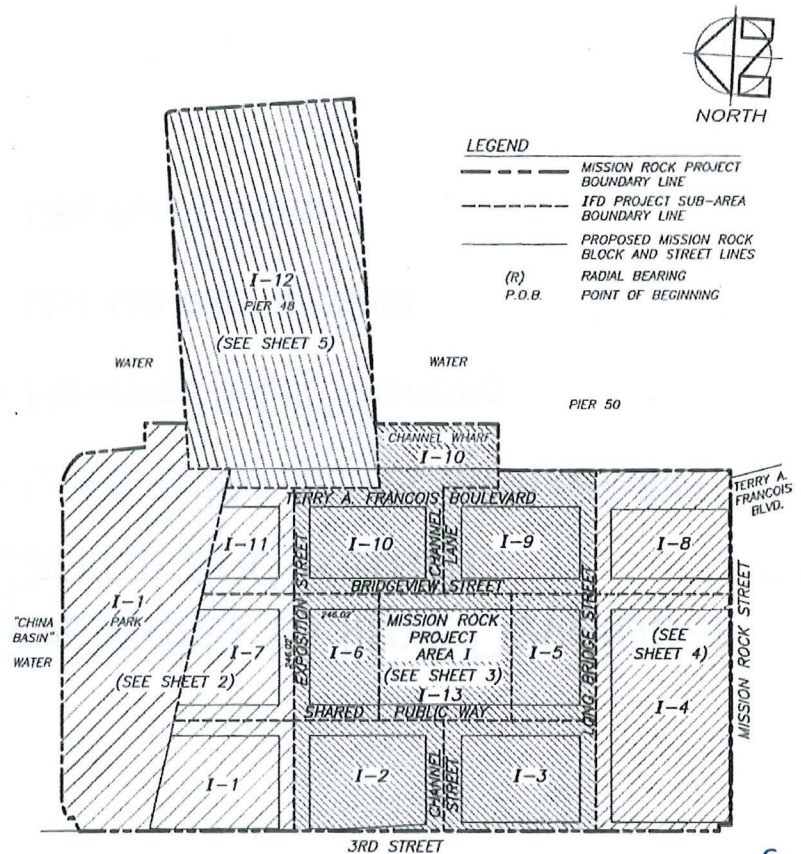 NORTH
LEGEND
MISSION ROCK PROJECT
BOUNDARY LINE
IFD PROJECT SUB-AREA
BOUNDARY LINE
PROPOSED MISSION ROCK
BLOCK AND STREET LINES
(R) RADIAL BEARING
P.O.B. POINT OF BEGINNING
I-12
PIER 48
(SEE SHEET 5)
WATER
WATER
PIER 50
CHANNEL WHARF
I-10
TERRY A. FRANCOIS BOULEVARD
TERRY A.
FRANCOIS
BLVD.
I-11
EXPOSITION STREET
I-10
CHANNEL
LANE
I-9
I-8
BRIDGEVIEW STREET
I-1
PARK
"CHINA
BASIN"
WATER
(SEE SHEET 2)
I-7
246.02'
246.02'
I-6
MISSION ROCK
PROJECT
AREA I
(SEE SHEET 3)
I-13
I-5
LONG BRIDGE STREET
(SEE
SHEET 4)
I-4
MISSION ROCK STREET
SHARED PUBLIC WAY
I-1
I-2
CHANNEL
STREET
I-3
3RD STREET